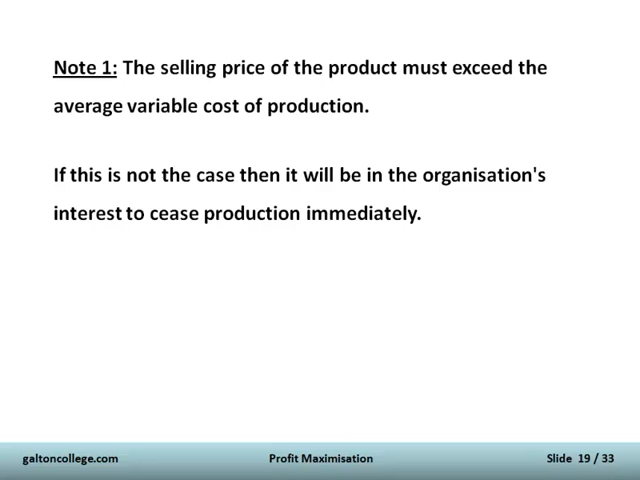 Note 1: The selling price of the product must exceed the
average variable cost of production.
If this is not the case then it will be in the organisation's
interest to cease production immediately.
galtoncollege.com Profit Maximisation Slide 19 / 33